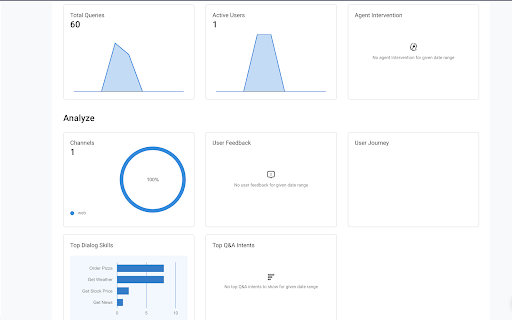 Total Queries
60
Active Users
1
Agent Intervention
No agent intervention for given date range
Analyze
Channels
1
100%
web
User Feedback
No user feedback for given date range
User Journey
Top Dialog Skills
Order Pizza
Get Weather
Get Stock Price
Get News
0 5 10
Top Q&A Intents
No top Q&A intents to show for given date range